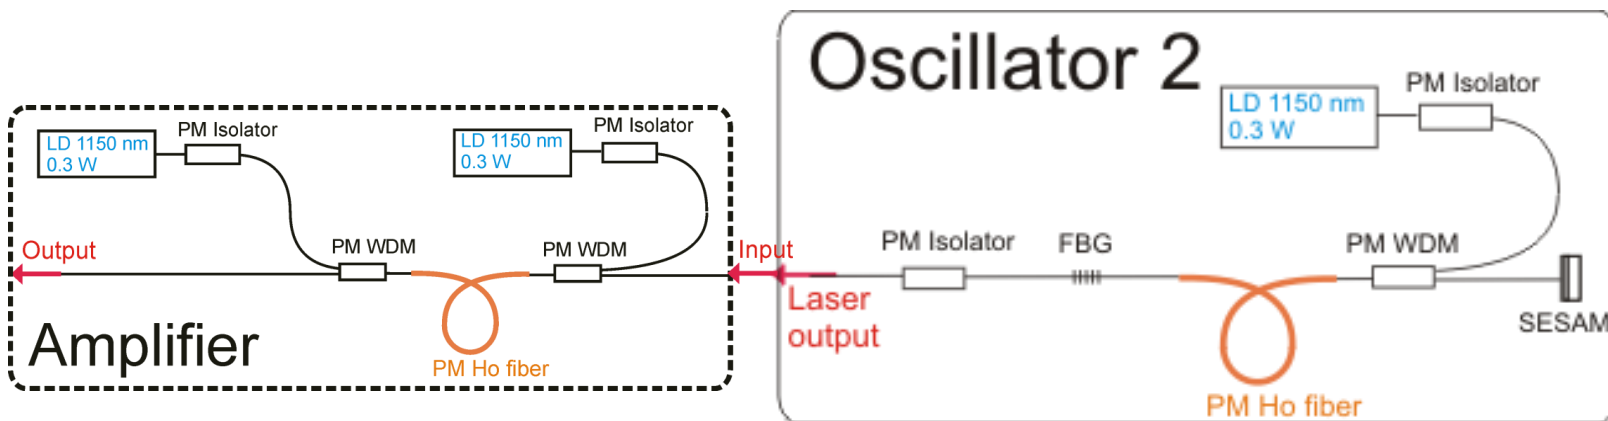 Oscillator 2
PM Isolator
LD 1150 nm
0.3 W
PM Isolator
FBG
PM WDM
Laser
output
SESAM
PM Ho fiber
PM Isolator
LD 1150 nm
0.3 W
PM Isolator
LD 1150 nm
0.3 W
Output
PM WDM
PM WDM
Input
Amplifier
PM Ho fiber